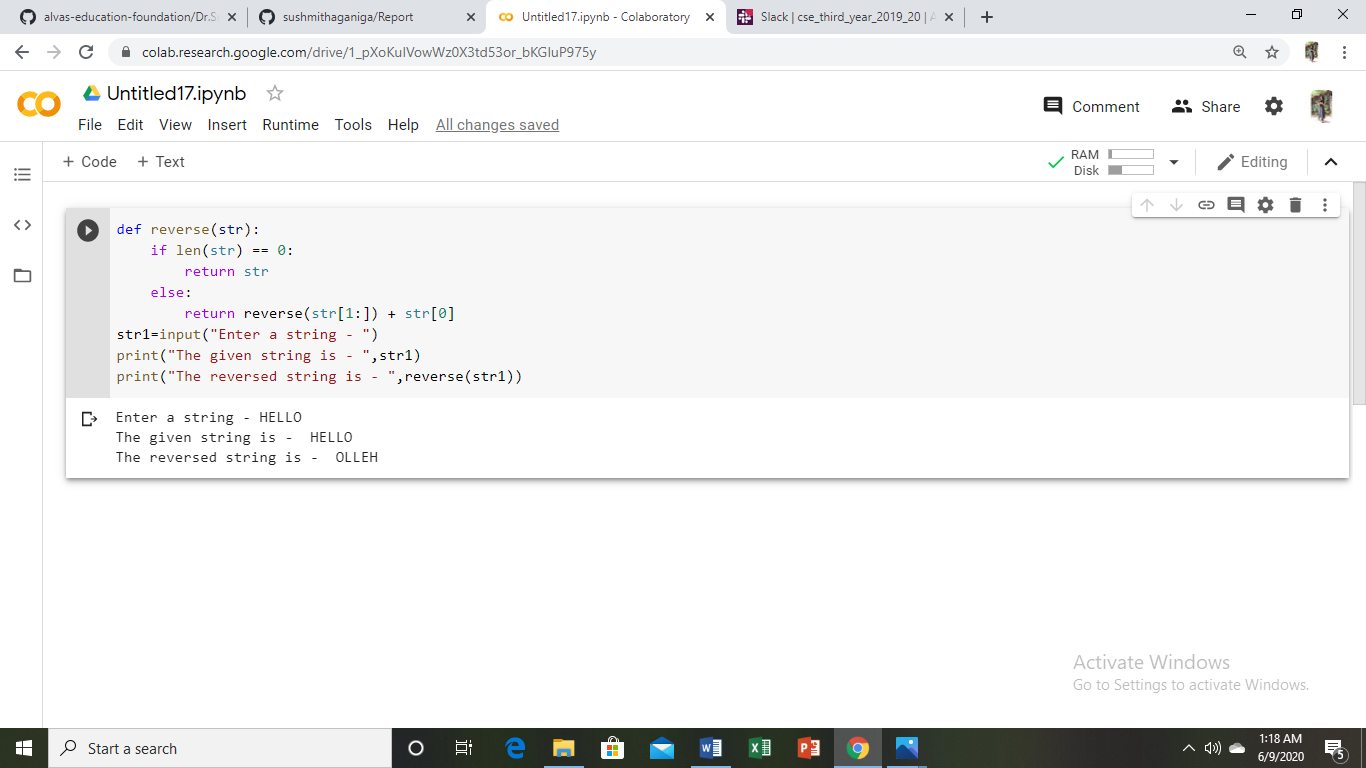 alvas-education-foundation/Dr.S
sushmithaganiga/Report
Untitled17.ipynb - Colaboratory
Slack | cse_third_year_2019_20 |
colab.research.google.com/drive/1_pXoKuIVowWz0X3td53or_bKGIuP975y
Untitled17.ipynb
Comment
Share
File Edit View Insert Runtime Tools Help All changes saved
+ Code + Text
RAM
Disk
Editing
def reverse(str):
    if len(str) == 0:
        return str
    else:
        return reverse(str[1:]) + str[0]
str1=input("Enter a string - ")
print("The given string is - ",str1)
print("The reversed string is - ",reverse(str1))
Enter a string - HELLO
The given string is -  HELLO
The reversed string is -  OLLEH
Activate Windows
Go to Settings to activate Windows.
Start a search
1:18 AM
6/9/2020
5